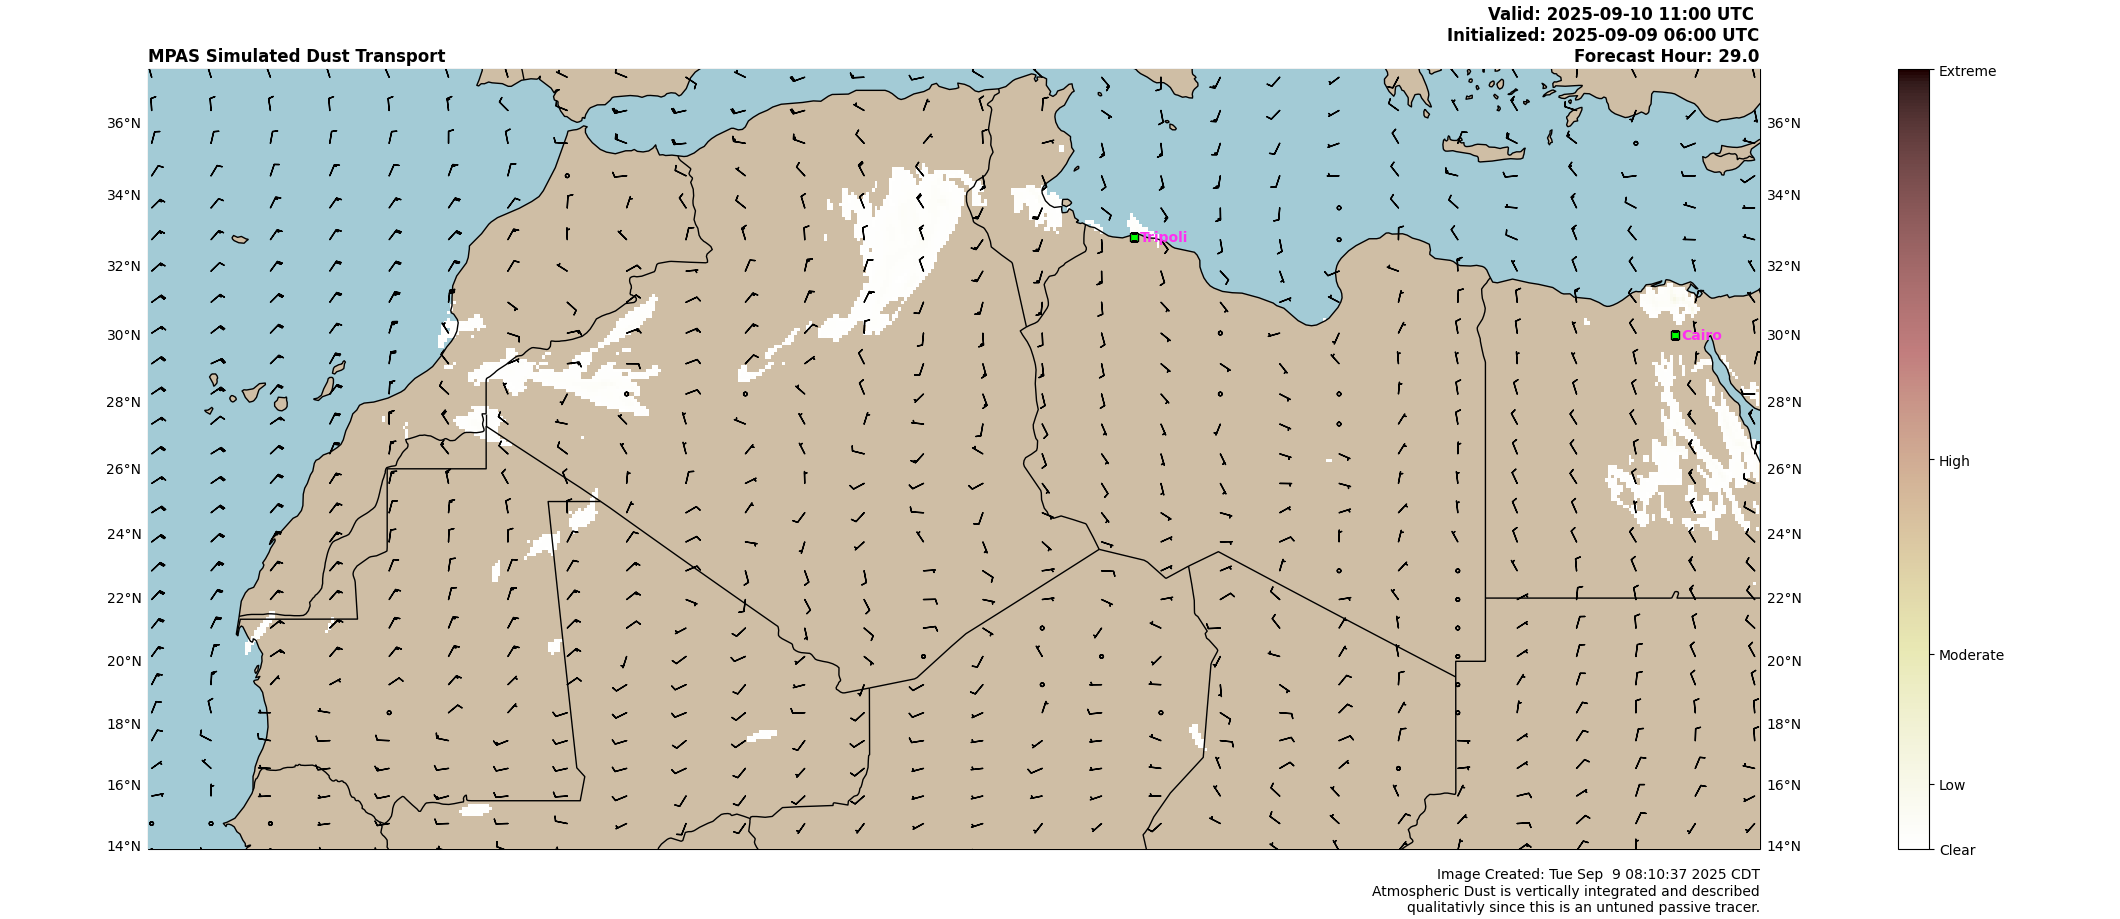 Valid: 2025-09-10 11:00 UTC
Initialized: 2025-09-09 06:00 UTC
MPAS Simulated Dust Transport
Forecast Hour: 29.0
Extreme
36°N
36°N
34°N
34°N
Tripoli
32°N
32°N
30°N
Cairo
30°N
28°N
28°N
26°N
26°N
High
24°N
24°N
22°N
22°N
20°N
20°N
Moderate
18°N
18°N
16°N
16°N
Low
14°N
14°N
Clear
Image Created: Tue Sep  9 08:10:37 2025 CDT
Atmospheric Dust is vertically integrated and described
qualitativly since this is an untuned passive tracer.